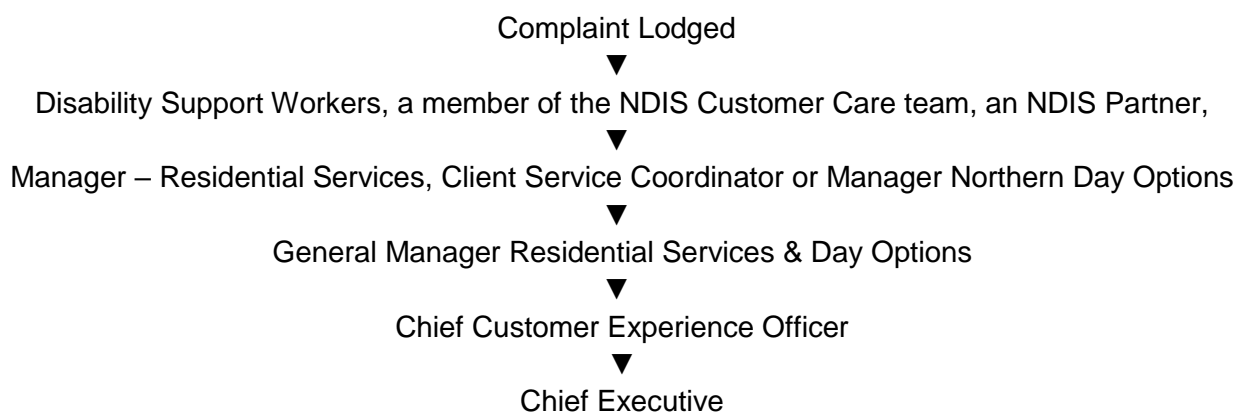 Complaint Lodged
▼
Disability Support Workers, a member of the NDIS Customer Care team, an NDIS Partner,
▼
Manager – Residential Services, Client Service Coordinator or Manager Northern Day Options
▼
General Manager Residential Services & Day Options
▼
Chief Customer Experience Officer
▼
Chief Executive